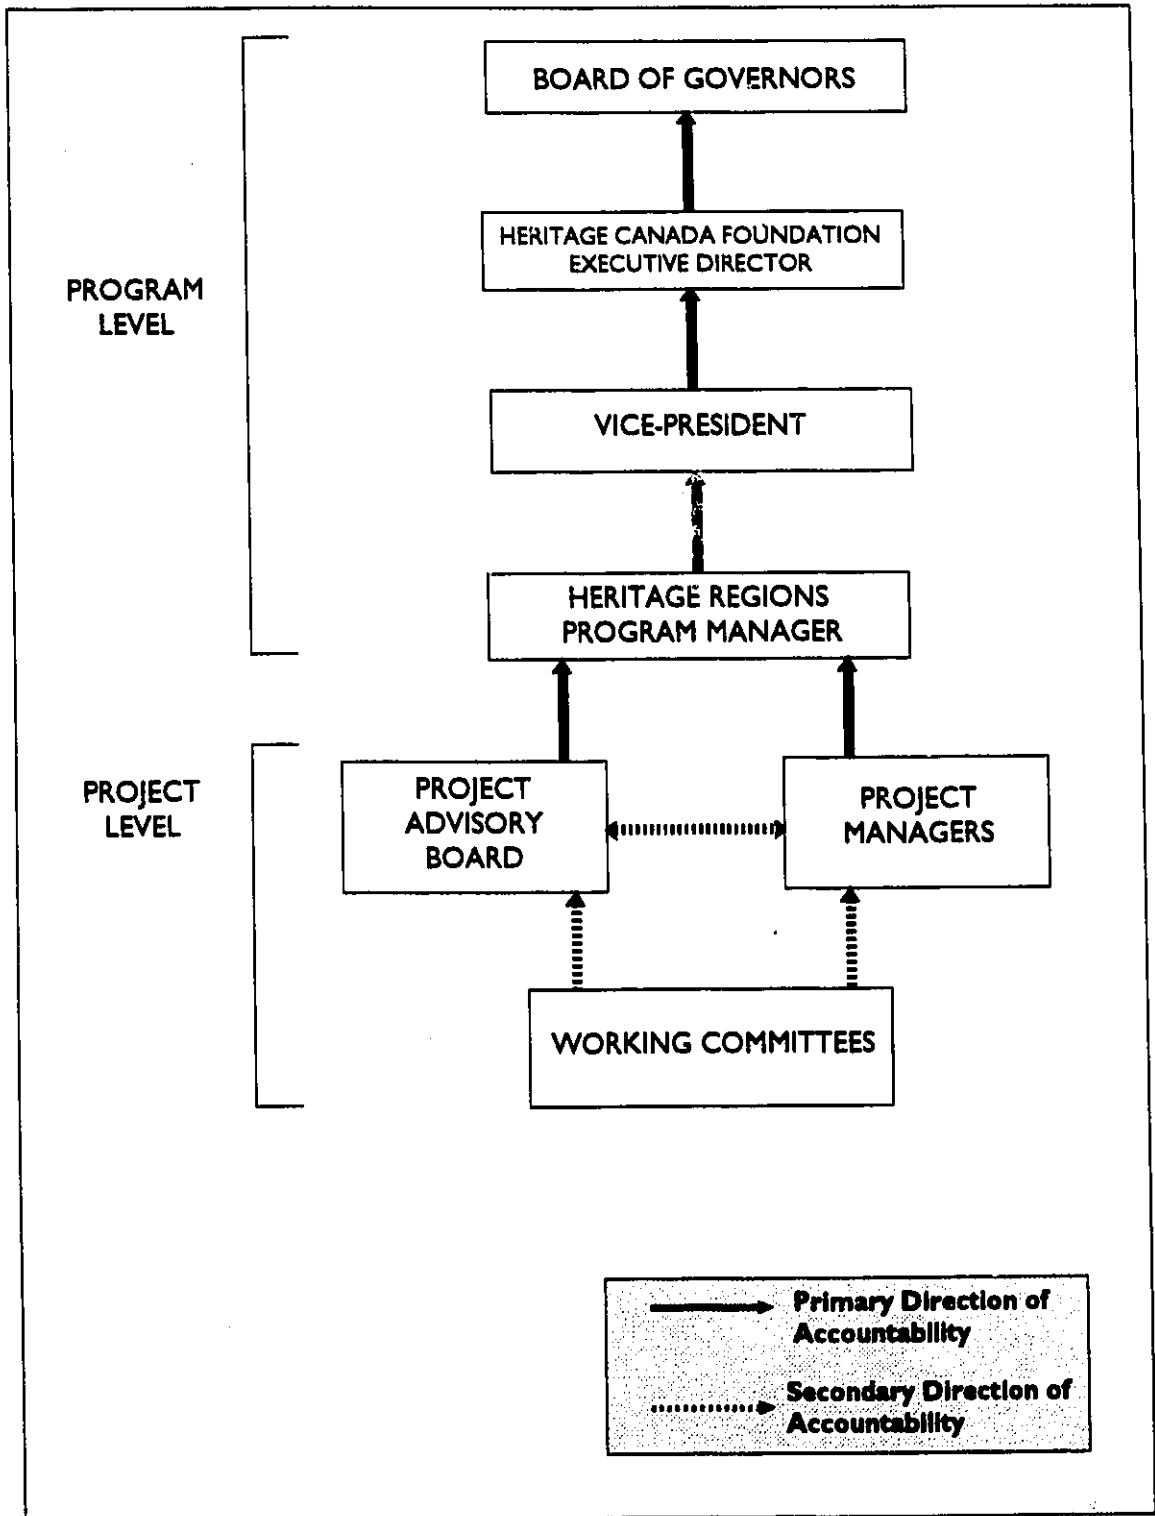 BOARD OF GOVERNORS
HERITAGE CANADA FOUNDATION
EXECUTIVE DIRECTOR
PROGRAM
LEVEL
VICE-PRESIDENT
HERITAGE REGIONS
PROGRAM MANAGER
PROJECT
LEVEL
PROJECT
ADVISORY
BOARD
PROJECT
MANAGERS
WORKING COMMITTEES
Primary Direction of
Accountability
Secondary Direction of
Accountability